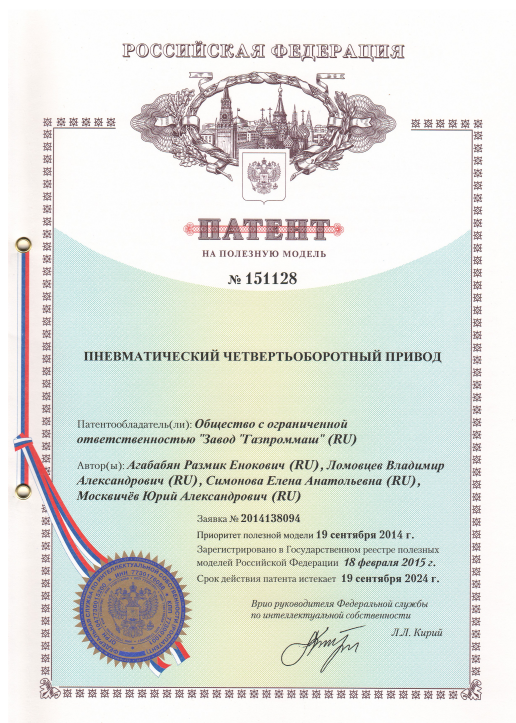 РОССИЙСКАЯ ФЕДЕРАЦИЯ
ПАТЕНТ
НА ПОЛЕЗНУЮ МОДЕЛЬ
№ 151128
ПНЕВМАТИЧЕСКИЙ ЧЕТВЕРТЬОБОРОТНЫЙ ПРИВОД
Патентообладатель(ли): Общество с ограниченной
ответственностью "Завод "Газпроммаш" (RU)
Автор(ы): Агабабян Размик Енокович (RU), Ломовцев Владимир
Александрович (RU), Симонова Елена Анатольевна (RU),
Москвичёв Юрий Александрович (RU)
Заявка № 2014138094
Приоритет полезной модели 19 сентября 2014 г.
Зарегистрировано в Государственном реестре полезных
моделей Российской Федерации 18 февраля 2015 г.
Срок действия патента истекает 19 сентября 2024 г.
Врио руководителя Федеральной службы
по интеллектуальной собственности
Л.Л. Кирий